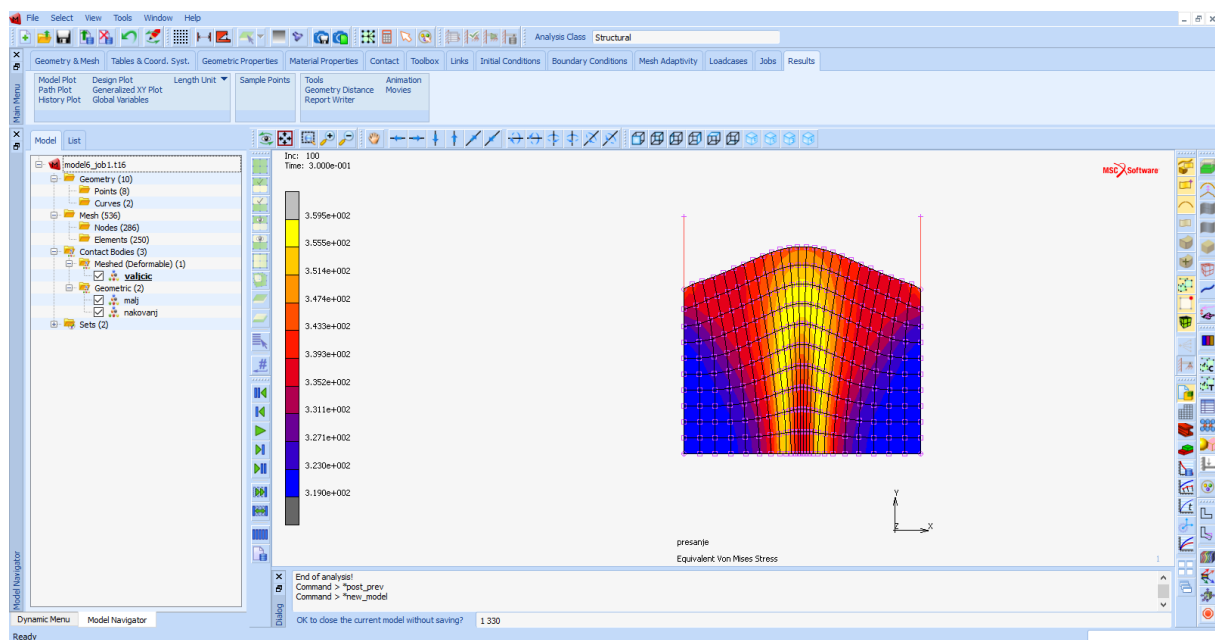 File Select View Tools Window Help
Analysis Class Structural
Geometry & Mesh Tables & Coord. Syst. Geometric Properties Material Properties Contact Toolbox Links Initial Conditions Boundary Conditions Mesh Adaptivity Loadcases Jobs Results
Main Menu
Model Plot Design Plot Length Unit Sample Points Tools Animation
Path Plot Generalized XY Plot Geometry Distance Movies
History Plot Global Variables Report Writer
Model List
model6_job1.t16
Geometry (10)
Points (8)
Curves (2)
Mesh (536)
Nodes (286)
Elements (250)
Contact Bodies (3)
Meshed (Deformable) (1)
valjcic
Geometric (2)
malj
nakovanj
Sets (2)
Model Navigator
Inc: 100
Time: 3.000e-001
MSC Software
3.595e+002
3.555e+002
3.514e+002
3.474e+002
3.433e+002
3.393e+002
3.352e+002
3.311e+002
3.271e+002
3.230e+002
3.190e+002
Y
Z X
presanje
Equivalent Von Mises Stress
1
Dialog
End of analysis!
Command > *post_prev
Command > *new_model
OK to close the current model without saving? 1 330
Dynamic Menu Model Navigator
Ready